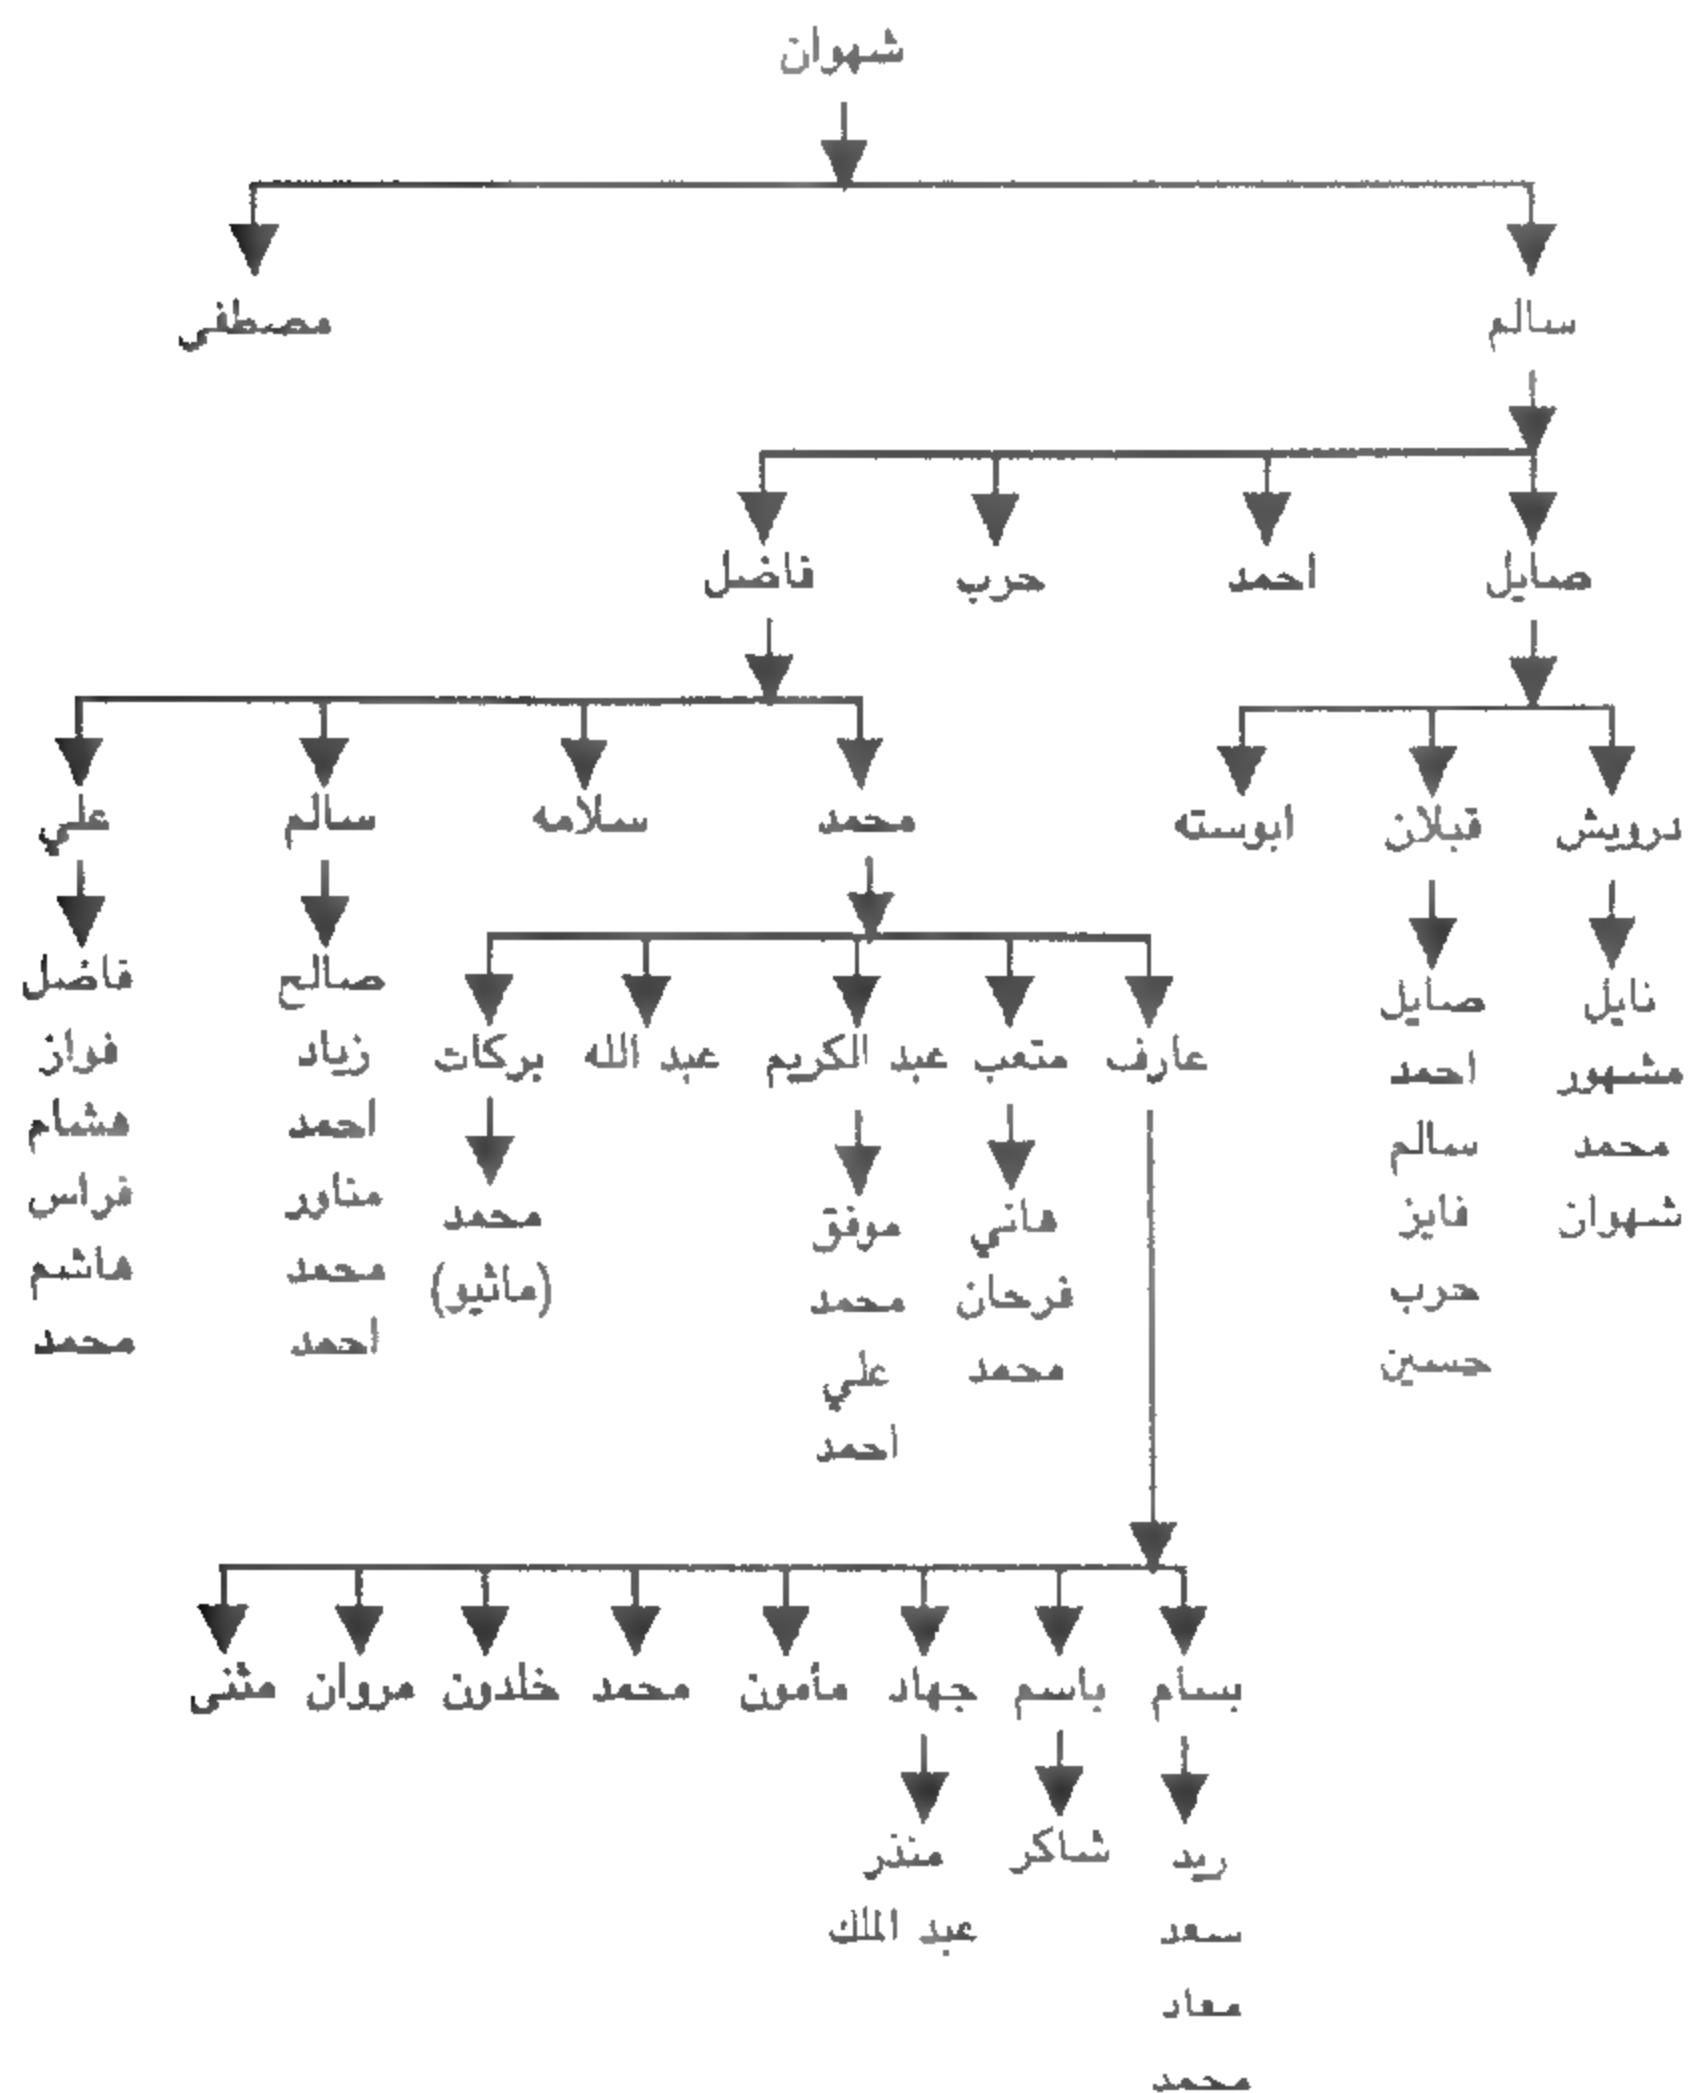 شهوان
سالم
مصطفي
صايل
احمد
حرب
فاضل
درويش
قبلان
ابوسته
محمد
سلامه
سالم
علي
نايل
مشهور
محمد
شهوان
صايل
احمد
سالم
فايز
حرب
حسين
عارف
متعب
عبد الكريم
عبد الله
بركات
هاني
فرحان
محمد
موفق
محمد
علي
احمد
محمد
(ماثيو)
صالح
زياد
احمد
مناور
محمد
احمد
فاضل
فواز
هشام
فراس
هاشم
محمد
بسام
باسم
جهاد
مأمون
محمد
خلدون
مروان
مثنى
سعد
محمد
شاكر
منذر
عبد الملك